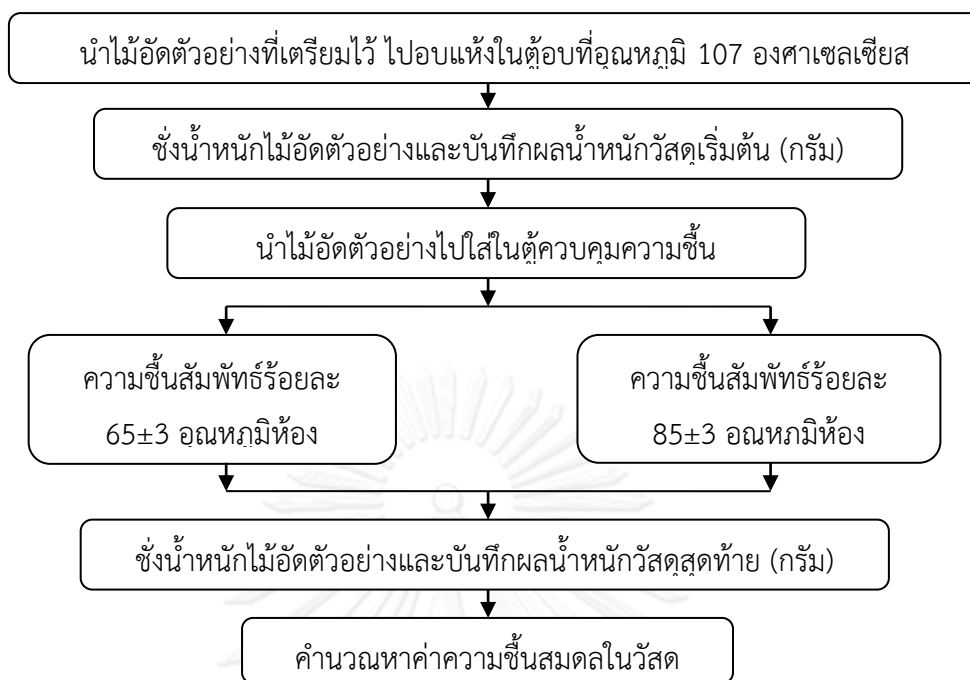 นำไม้อัดตัวอย่างที่เตรียมไว้ ไปอบแห้งในตู้อบที่อุณหภูมิ 107 องศาเซลเซียส
ชั่งน้ำหนักไม้อัดตัวอย่างและบันทึกผลน้ำหนักวัสดุเริ่มต้น (กรัม)
นำไม้อัดตัวอย่างไปใส่ในตู้ควบคุมความชื้น
ความชื้นสัมพัทธ์ร้อยละ
65±3 อุณหภูมิห้อง
ความชื้นสัมพัทธ์ร้อยละ
85±3 อุณหภูมิห้อง
ชั่งน้ำหนักไม้อัดตัวอย่างและบันทึกผลน้ำหนักวัสดุสุดท้าย (กรัม)
คำนวณหาค่าความชื้นสมดุลในวัสดุ